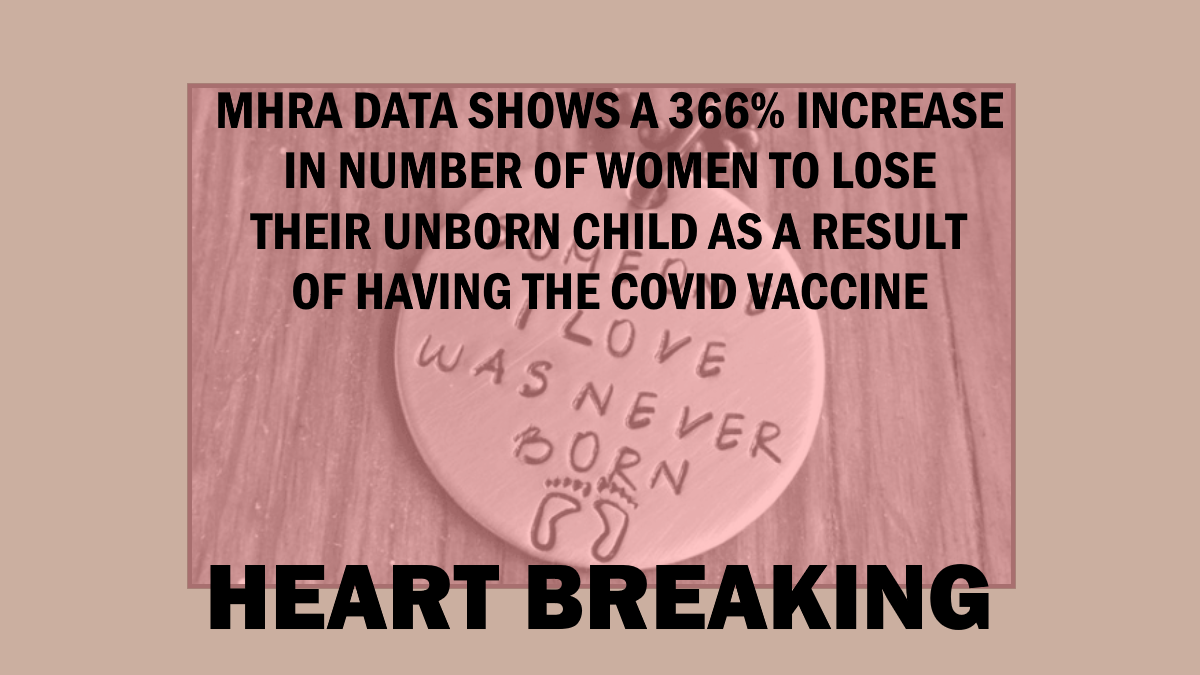 MHRA DATA SHOWS A 366% INCREASE
IN NUMBER OF WOMEN TO LOSE
THEIR UNBORN CHILD AS A RESULT
OF HAVING THE COVID VACCINE
SOMEONE
I LOVE
WAS NEVER
BORN
HEART BREAKING